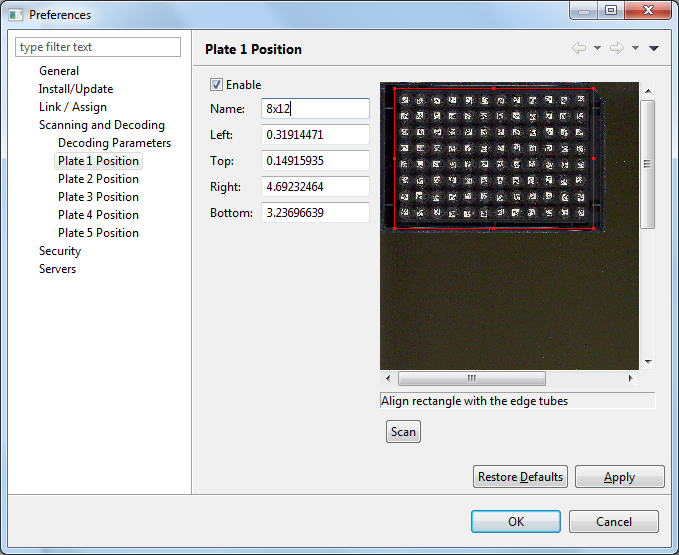 Preferences
type filter text
General
Install/Update
Link / Assign
Scanning and Decoding
Decoding Parameters
Plate 1 Position
Plate 2 Position
Plate 3 Position
Plate 4 Position
Plate 5 Position
Security
Servers
Plate 1 Position
Enable
Name: 8x12
Left: 0.31914471
Top: 0.14915935
Right: 4.69232464
Bottom: 3.23696639
Align rectangle with the edge tubes
Scan
Restore Defaults Apply
OK Cancel